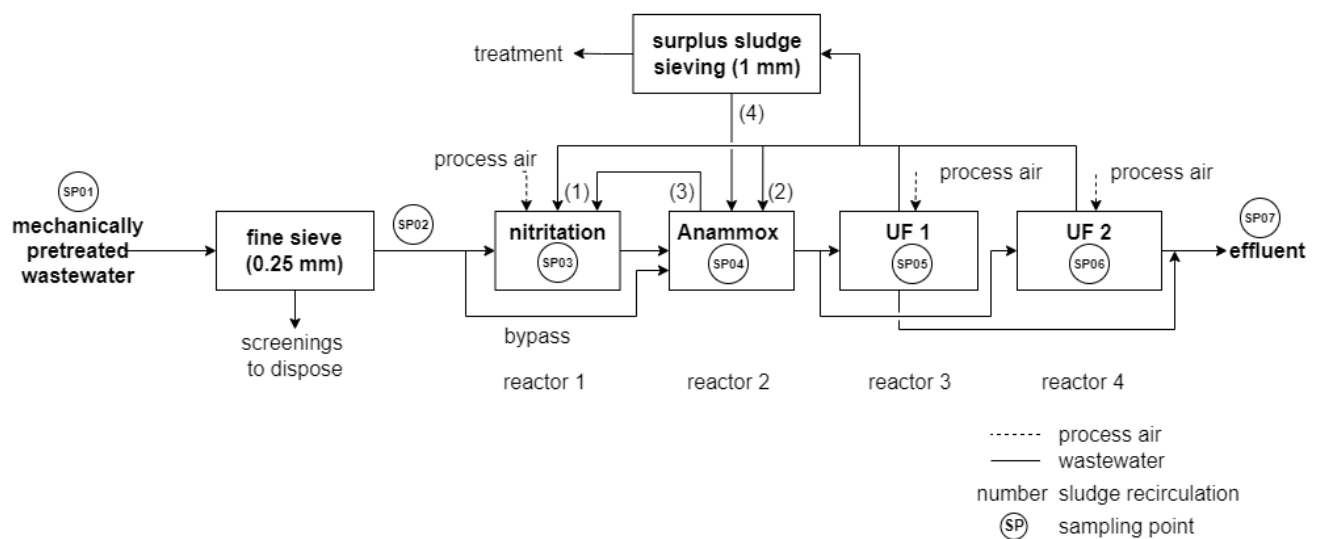 surplus sludge
sieving (1 mm)
treatment
(4)
process air
process air
process air
SP01
(1)
(3)
(2)
mechanically
pretreated
wastewater
fine sieve
(0.25 mm)
SP02
nitritation
SP03
Anammox
SP04
UF 1
SP05
UF 2
SP06
SP07
effluent
screenings
to dispose
bypass
reactor 1
reactor 2
reactor 3
reactor 4
process air
wastewater
number sludge recirculation
SP sampling point